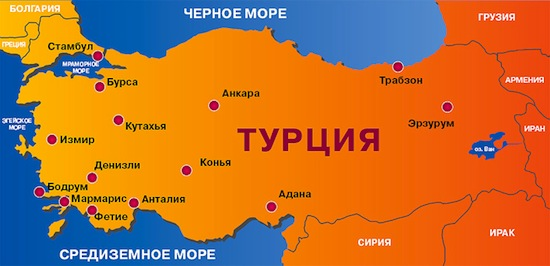 БОЛГАРИЯ
ЧЕРНОЕ МОРЕ
ГРУЗИЯ
ГРЕЦИЯ
Стамбул
МРАМОРНОЕ
МОРЕ
Бурса
Трабзон
АРМЕНИЯ
Анкара
Эрзурум
ЭГЕЙСКОЕ
МОРЕ
Кутахья
ИРАН
Измир
ТУРЦИЯ
оз. Ван
Денизли
Конья
Бодрум
Мармарис
Анталия
Адана
Фетие
СРЕДИЗЕМНОЕ МОРЕ
СИРИЯ
ИРАК